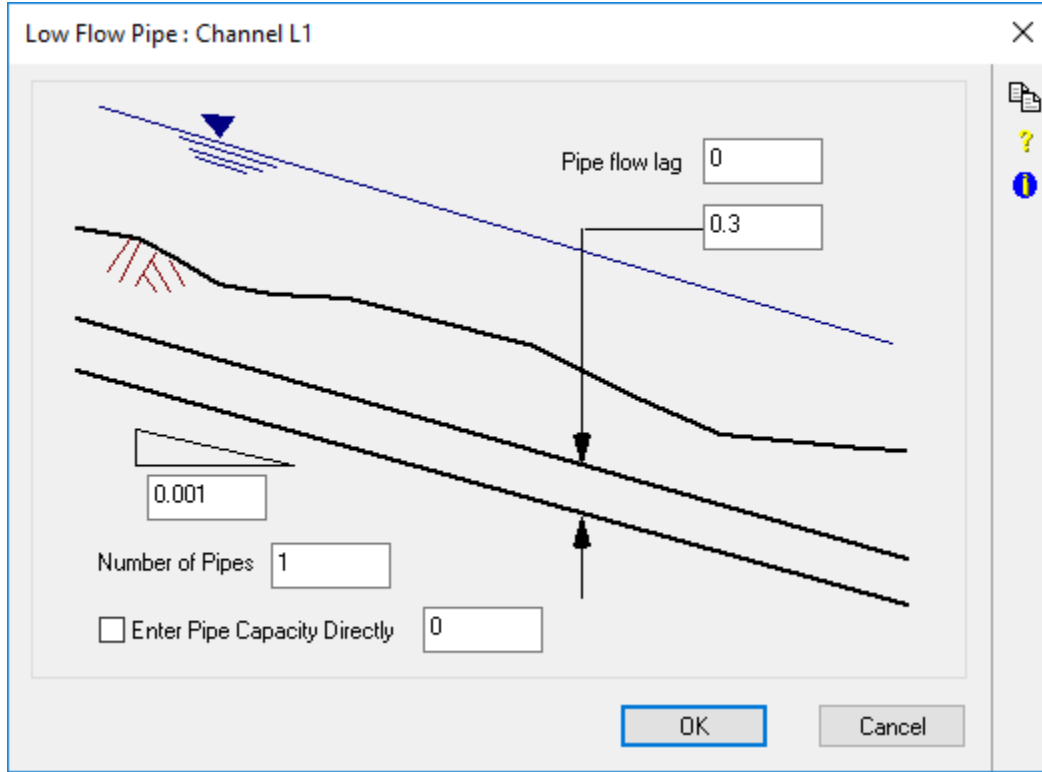 Low Flow Pipe : Channel L1
Pipe flow lag 0
0.3
0.001
Number of Pipes 1
Enter Pipe Capacity Directly 0
OK Cancel